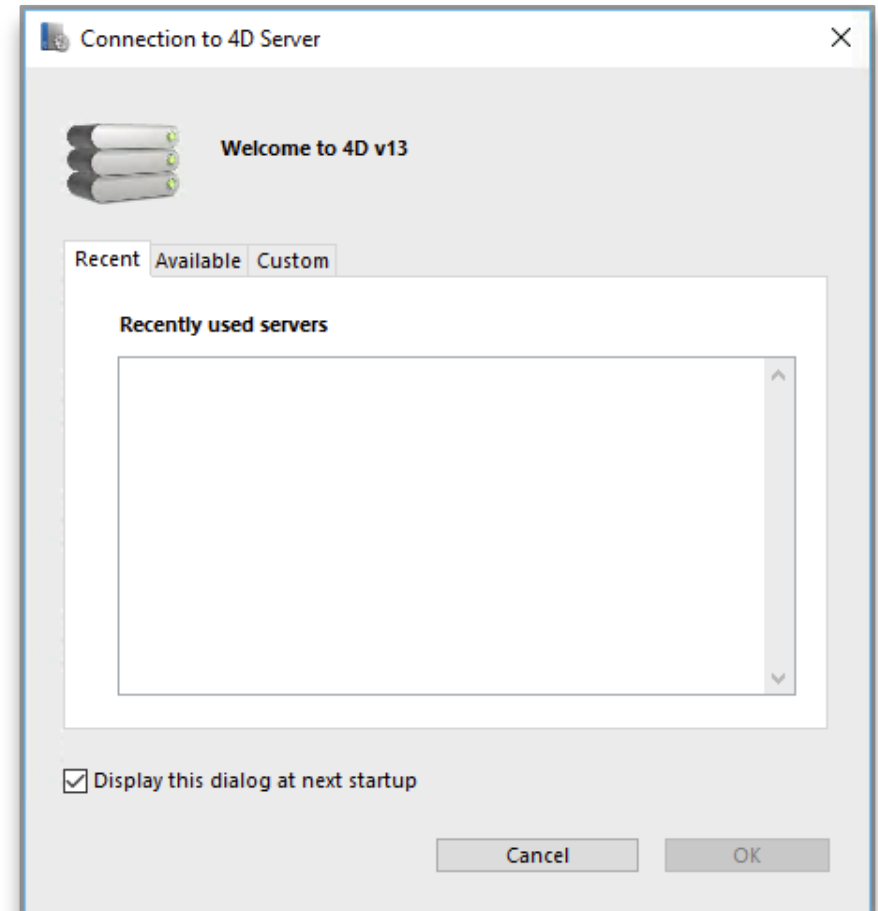 Connection to 4D Server
Welcome to 4D v13
Recent Available Custom
Recently used servers
Display this dialog at next startup
Cancel OK